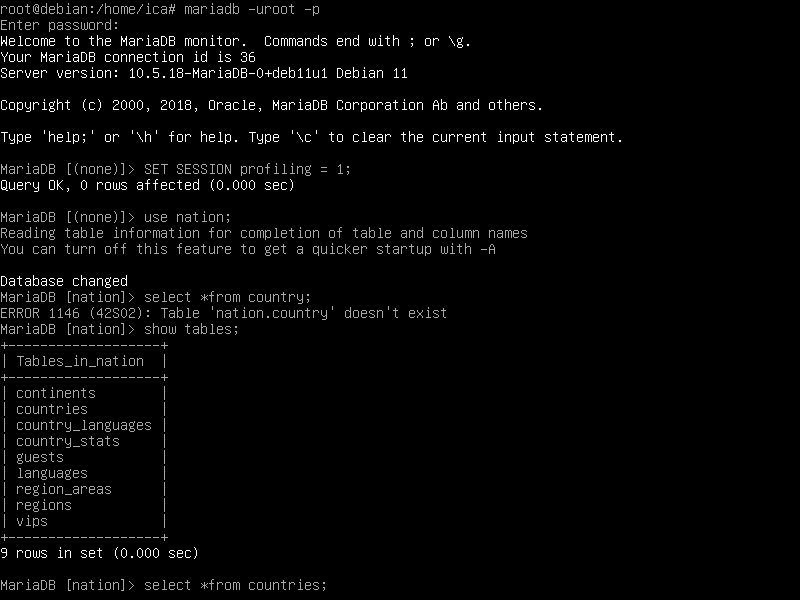 root@debian:/home/ica# mariadb -uroot -p
Enter password:
Welcome to the MariaDB monitor.  Commands end with ; or \g.
Your MariaDB connection id is 36
Server version: 10.5.18-MariaDB-0+deb11u1 Debian 11

Copyright (c) 2000, 2018, Oracle, MariaDB Corporation Ab and others.

Type 'help;' or '\h' for help. Type '\c' to clear the current input statement.

MariaDB [(none)]> SET SESSION profiling = 1;
Query OK, 0 rows affected (0.000 sec)

MariaDB [(none)]> use nation;
Reading table information for completion of table and column names
You can turn off this feature to get a quicker startup with -A

Database changed
MariaDB [nation]> select *from country;
ERROR 1146 (42S02): Table 'nation.country' doesn't exist
MariaDB [nation]> show tables;
+-------------------+
| Tables_in_nation  |
+-------------------+
| continents        |
| countries         |
| country_languages |
| country_stats     |
| guests            |
| languages         |
| region_areas      |
| regions           |
| vips              |
+-------------------+
9 rows in set (0.000 sec)

MariaDB [nation]> select *from countries;